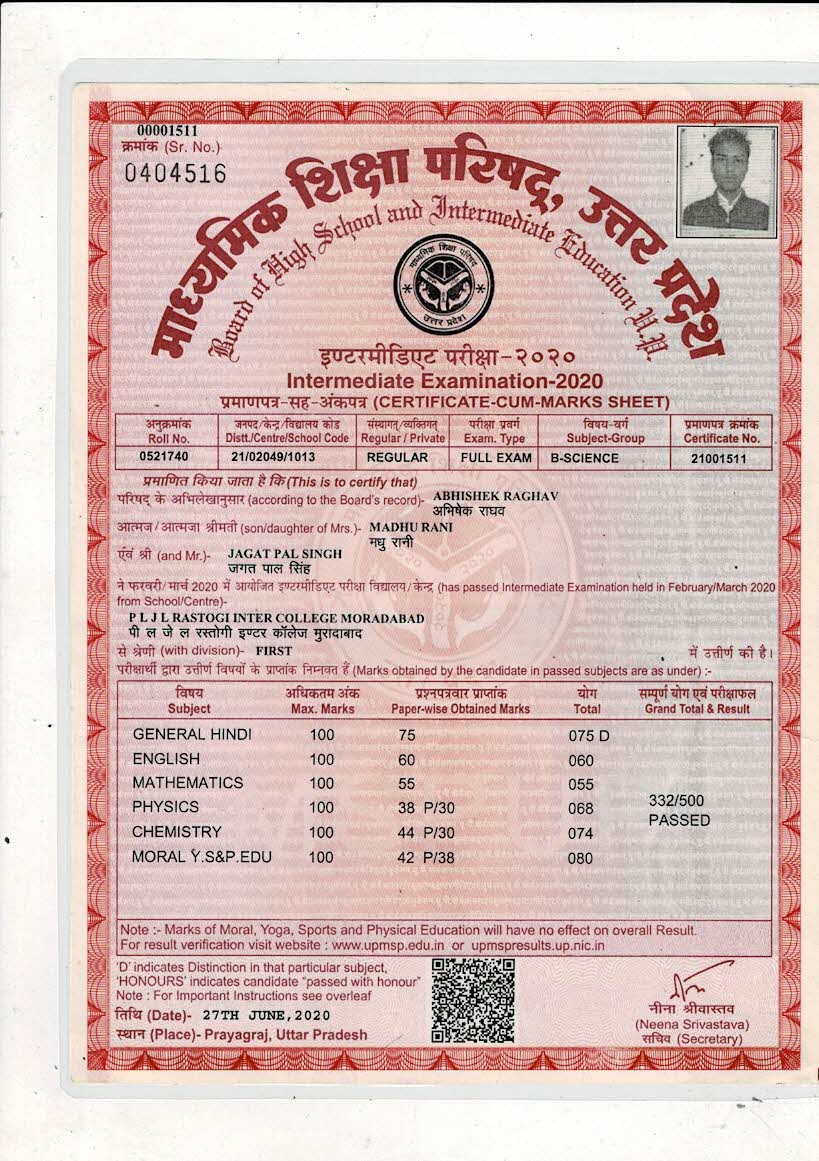 00001511
क्रमांक (Sr. No.)
0404516
माध्यमिक शिक्षा परिषद्, उत्तर प्रदेश
Board of High School and Intermediate Education U.P.
माध्यमिक शिक्षा परिषद
उत्तर प्रदेश
इण्टरमीडिएट परीक्षा-२०२०
Intermediate Examination-2020
प्रमाणपत्र-सह-अंकपत्र (CERTIFICATE-CUM-MARKS SHEET)
अनुक्रमांक जनपद/केन्द्र/विद्यालय कोड संस्थागत/व्यक्तिगत परीक्षा प्रवर्ग विषय-वर्ग प्रमाणपत्र क्रमांक
Roll No. Distt./Centre/School Code Regular / Private Exam. Type Subject-Group Certificate No.
0521740 21/02049/1013 REGULAR FULL EXAM B-SCIENCE 21001511
प्रमाणित किया जाता है कि (This is to certify that)
परिषद के अभिलेखानुसार (according to the Board's record)- ABHISHEK RAGHAV
अभिषेक राघव
आत्मज/आत्मजा श्रीमती (son/daughter of Mrs.)- MADHU RANI
मधु रानी
एंव श्री (and Mr.)- JAGAT PAL SINGH
जगत पाल सिंह
ने फरवरी/मार्च 2020 में आयोजित इण्टरमीडिएट परीक्षा विद्यालय/केन्द्र (has passed Intermediate Examination held in February/March 2020
from School/Centre)-
P L J L RASTOGI INTER COLLEGE MORADABAD
पी ल जे ल रस्तोगी इण्टर कॉलेज मुरादाबाद
से श्रेणी (with division)- FIRST में उत्तीर्ण की है।
परीक्षार्थी द्वारा उत्तीर्ण विषयों के प्राप्तांक निम्नवत हैं (Marks obtained by the candidate in passed subjects are as under) :-
विषय अधिकतम अंक प्रश्नपत्रवार प्राप्तांक योग सम्पूर्ण योग एवं परीक्षाफल
Subject Max. Marks Paper-wise Obtained Marks Total Grand Total & Result
GENERAL HINDI 100 75 075 D
ENGLISH 100 60 060
MATHEMATICS 100 55 055
PHYSICS 100 38 P/30 068
332/500
PASSED
CHEMISTRY 100 44 P/30 074
MORAL Y.S&P.EDU 100 42 P/38 080
Note :- Marks of Moral, Yoga, Sports and Physical Education will have no effect on overall Result.
For result verification visit website : www.upmsp.edu.in or upmspresults.up.nic.in
'D' indicates Distinction in that particular subject,
'HONOURS' indicates candidate "passed with honour"
Note : For Important Instructions see overleaf
तिथि (Date)- 27TH JUNE, 2020
स्थान (Place)- Prayagraj, Uttar Pradesh
नीना श्रीवास्तव
(Neena Srivastava)
सचिव (Secretary)